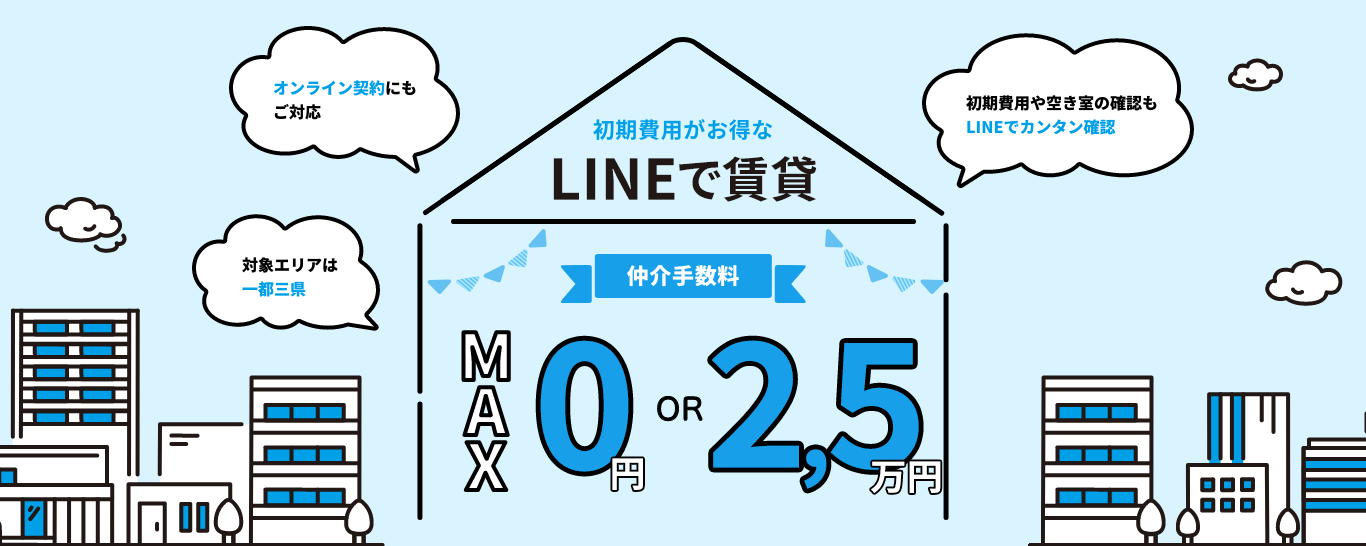 オンライン契約にも
ご対応
初期費用や空き室の確認も
LINEでカンタン確認
初期費用がお得な
LINEで賃貸
対象エリアは
一都三県
仲介手数料
MAX
0円 OR 2,5万円